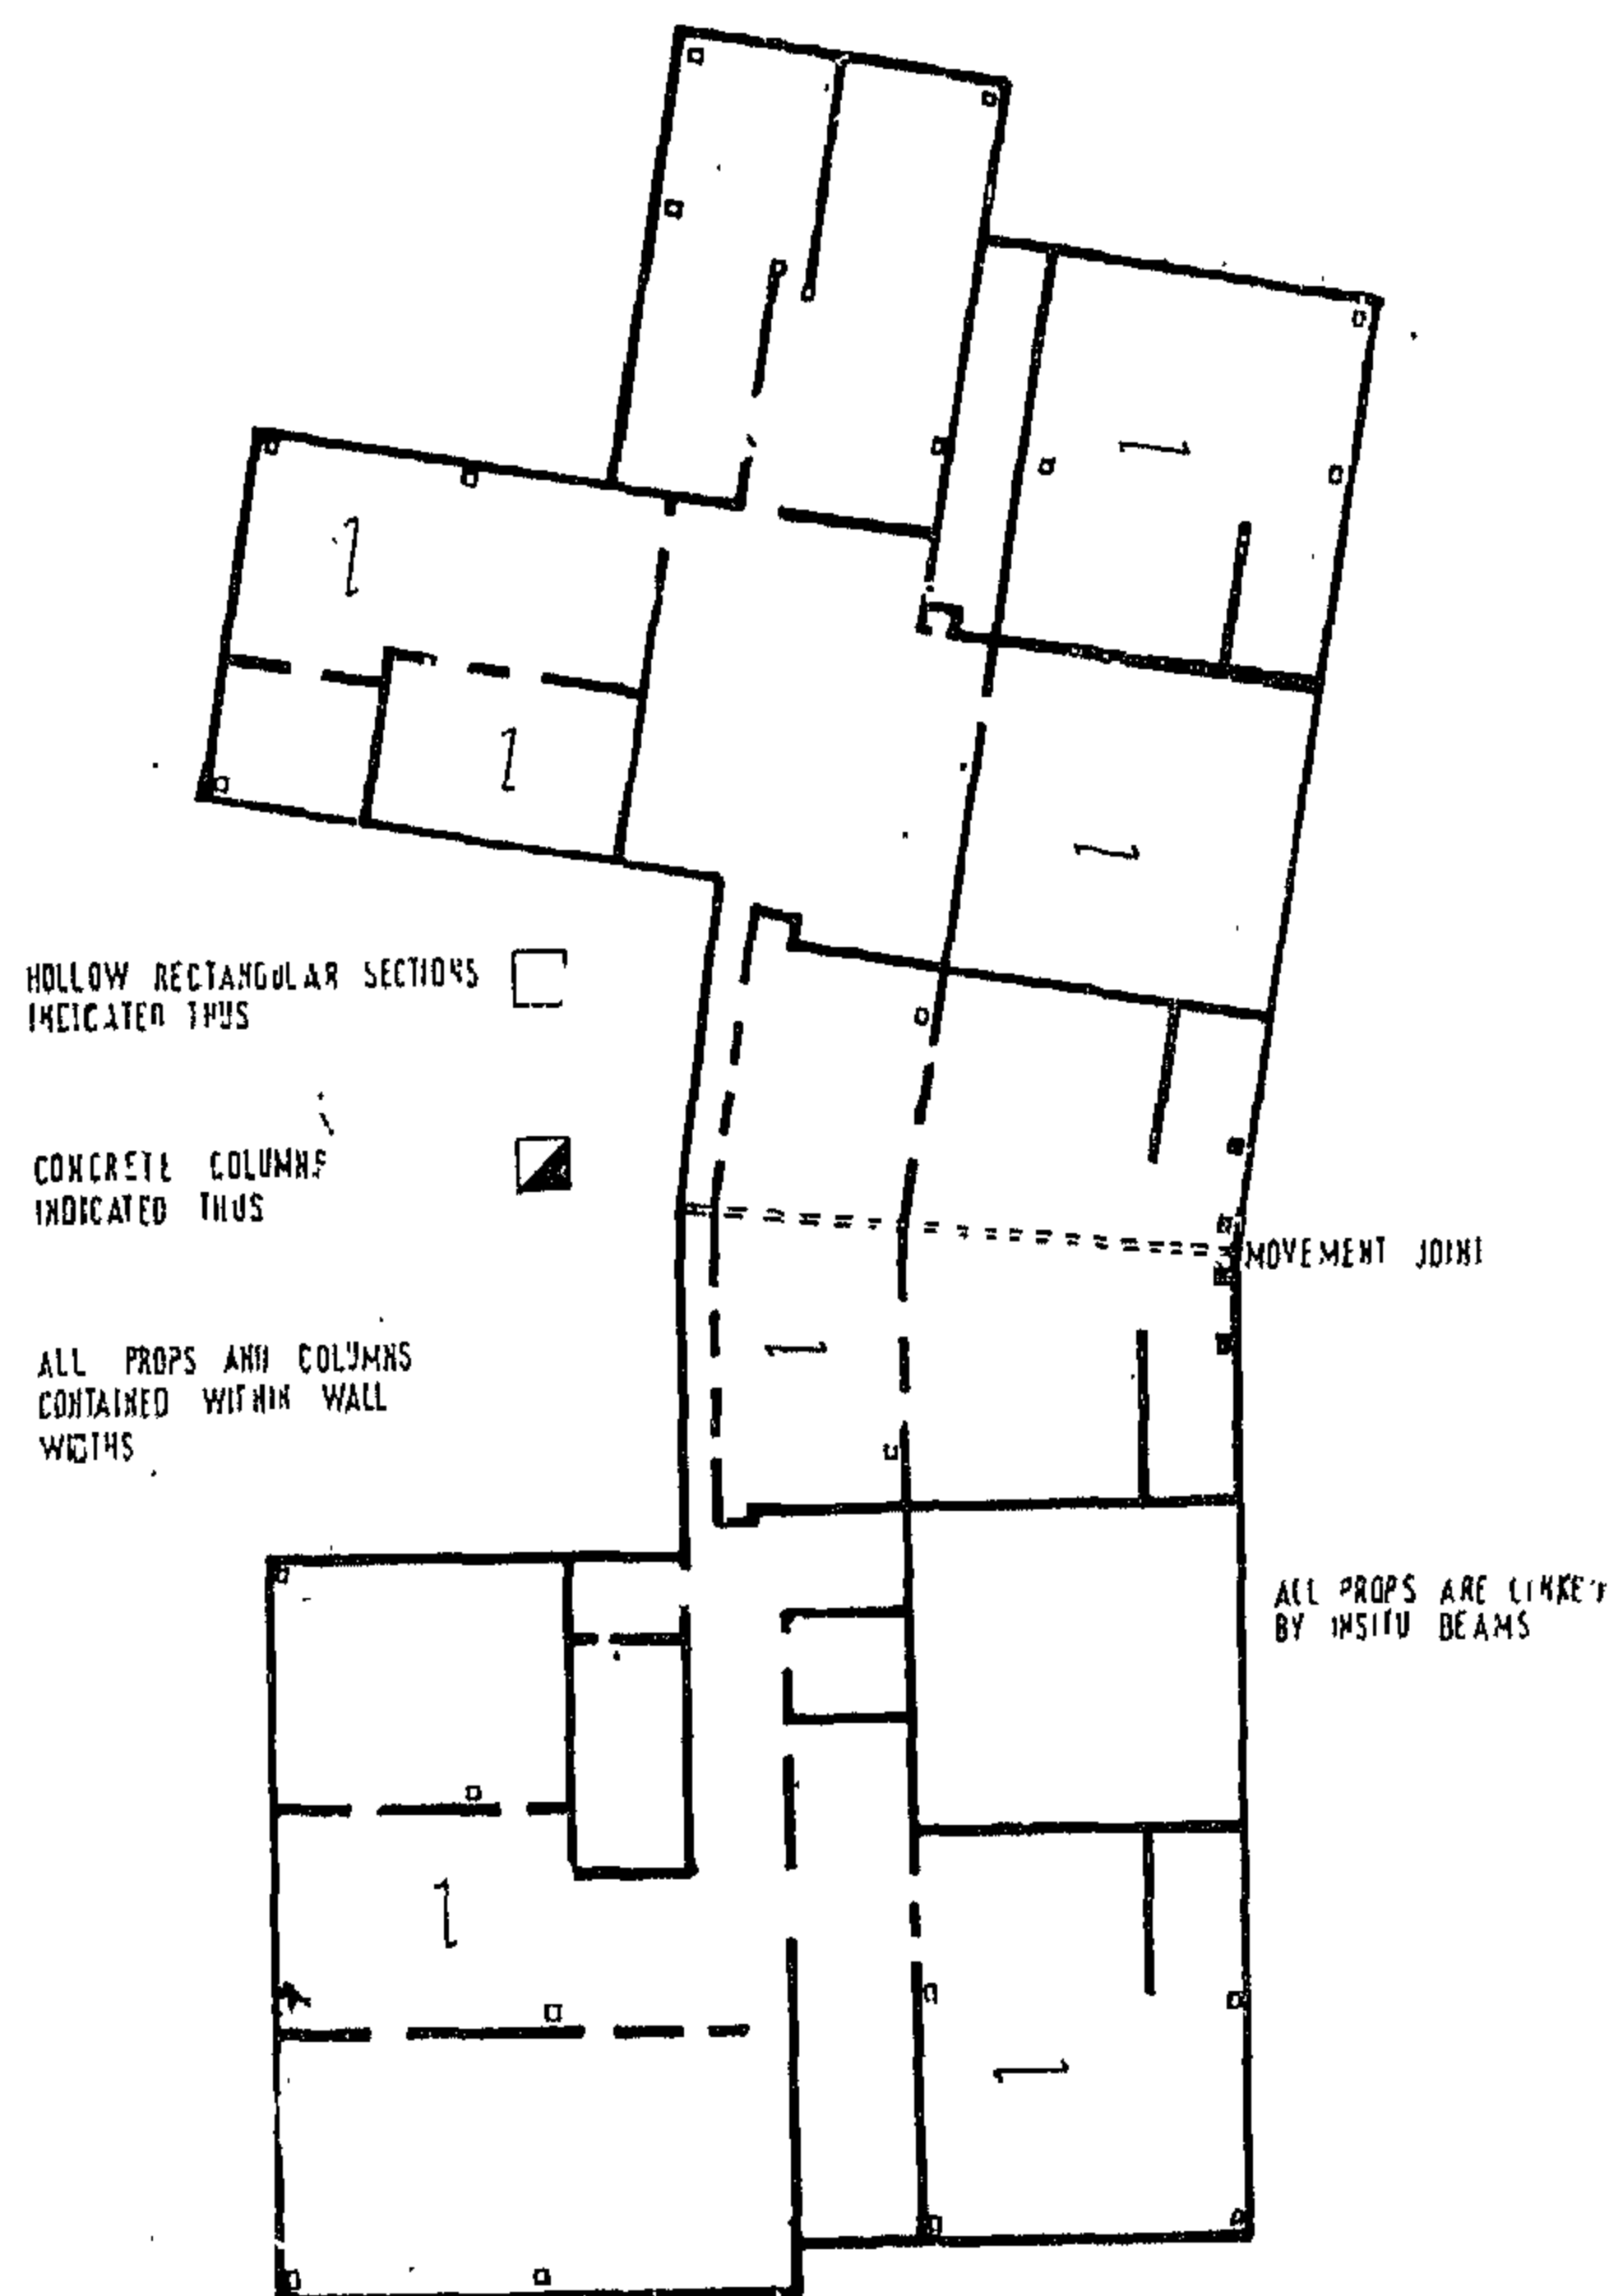 HOLLOW RECTANGULAR SECTIONS
INDICATED THUS
CONCRETE COLUMNS
INDICATED THUS
MOVEMENT JOINT
ALL PROPS AND COLUMNS
CONTAINED WITHIN WALL
WIDTHS
ALL PROPS ARE LINKED
BY INSITU BEAMS